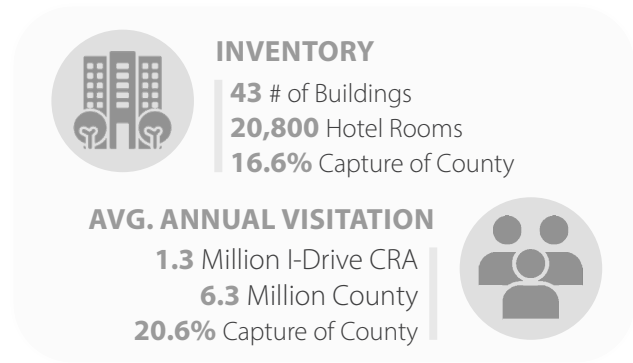 INVENTORY
43 # of Buildings
20,800 Hotel Rooms
16.6% Capture of County
AVG. ANNUAL VISITATION
1.3 Million I-Drive CRA
6.3 Million County
20.6% Capture of County